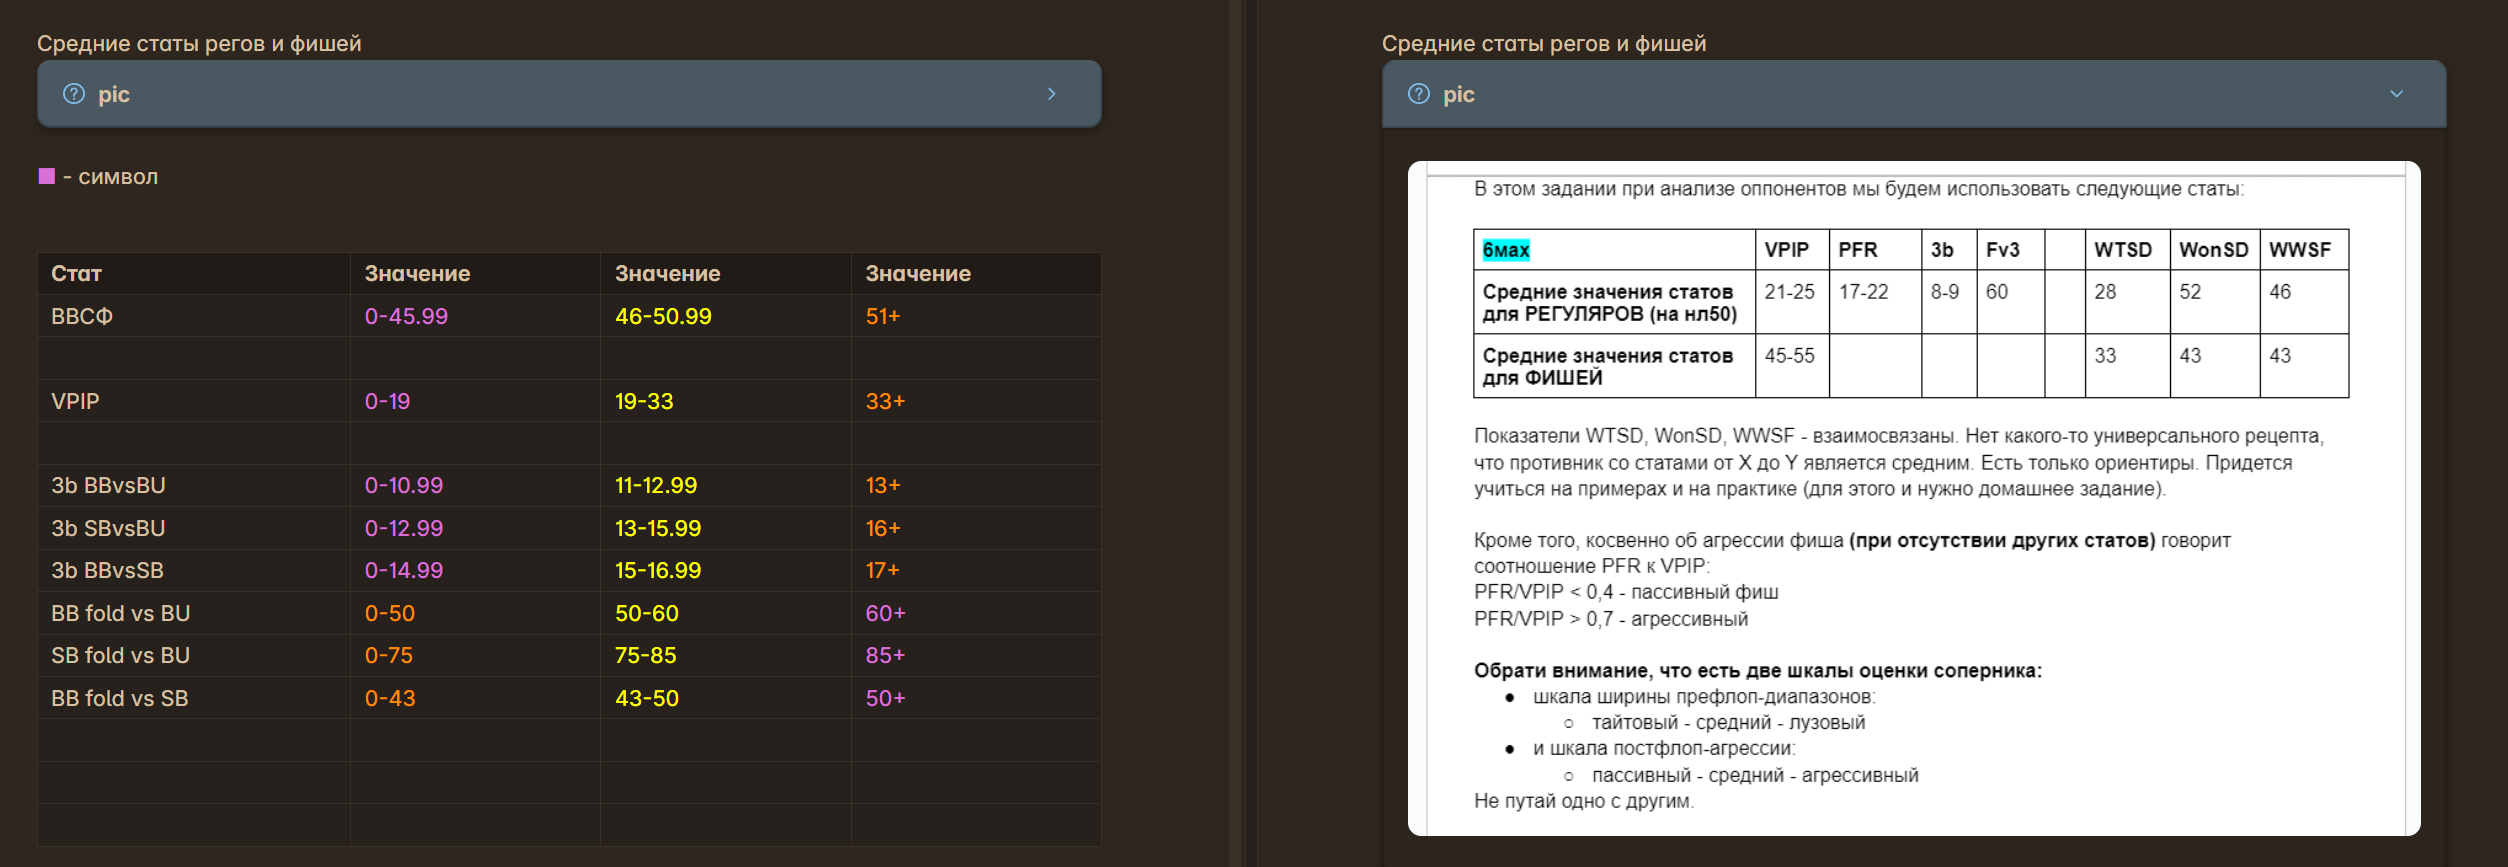 Средние статы регов и фишей
pic
- символ
Стат Значение Значение Значение
ВВСФ 0-45.99 46-50.99 51+
VPIP 0-19 19-33 33+
3b BBvsBU 0-10.99 11-12.99 13+
3b SBvsBU 0-12.99 13-15.99 16+
3b BBvsSB 0-14.99 15-16.99 17+
BB fold vs BU 0-50 50-60 60+
SB fold vs BU 0-75 75-85 85+
BB fold vs SB 0-43 43-50 50+
Средние статы регов и фишей
pic
В этом задании при анализе оппонентов мы будем использовать следующие статы:
6мах VPIP PFR 3b Fv3 WTSD WonSD WWSF
Средние значения статов
для РЕГУЛЯРОВ (на нл50) 21-25 17-22 8-9 60 28 52 46
Средние значения статов
для ФИШЕЙ 45-55 33 43 43
Показатели WTSD, WonSD, WWSF - взаимосвязаны. Нет какого-то универсального рецепта,
что противник со статами от X до Y является средним. Есть только ориентиры. Придется
учиться на примерах и на практике (для этого и нужно домашнее задание).
Кроме того, косвенно об агрессии фиша (при отсутствии других статов) говорит
соотношение PFR к VPIP:
PFR/VPIP < 0,4 - пассивный фиш
PFR/VPIP > 0,7 - агрессивный
Обрати внимание, что есть две шкалы оценки соперника:
● шкала ширины префлоп-диапазонов:
○ тайтовый - средний - лузовый
● и шкала постфлоп-агрессии:
○ пассивный - средний - агрессивный
Не путай одно с другим.